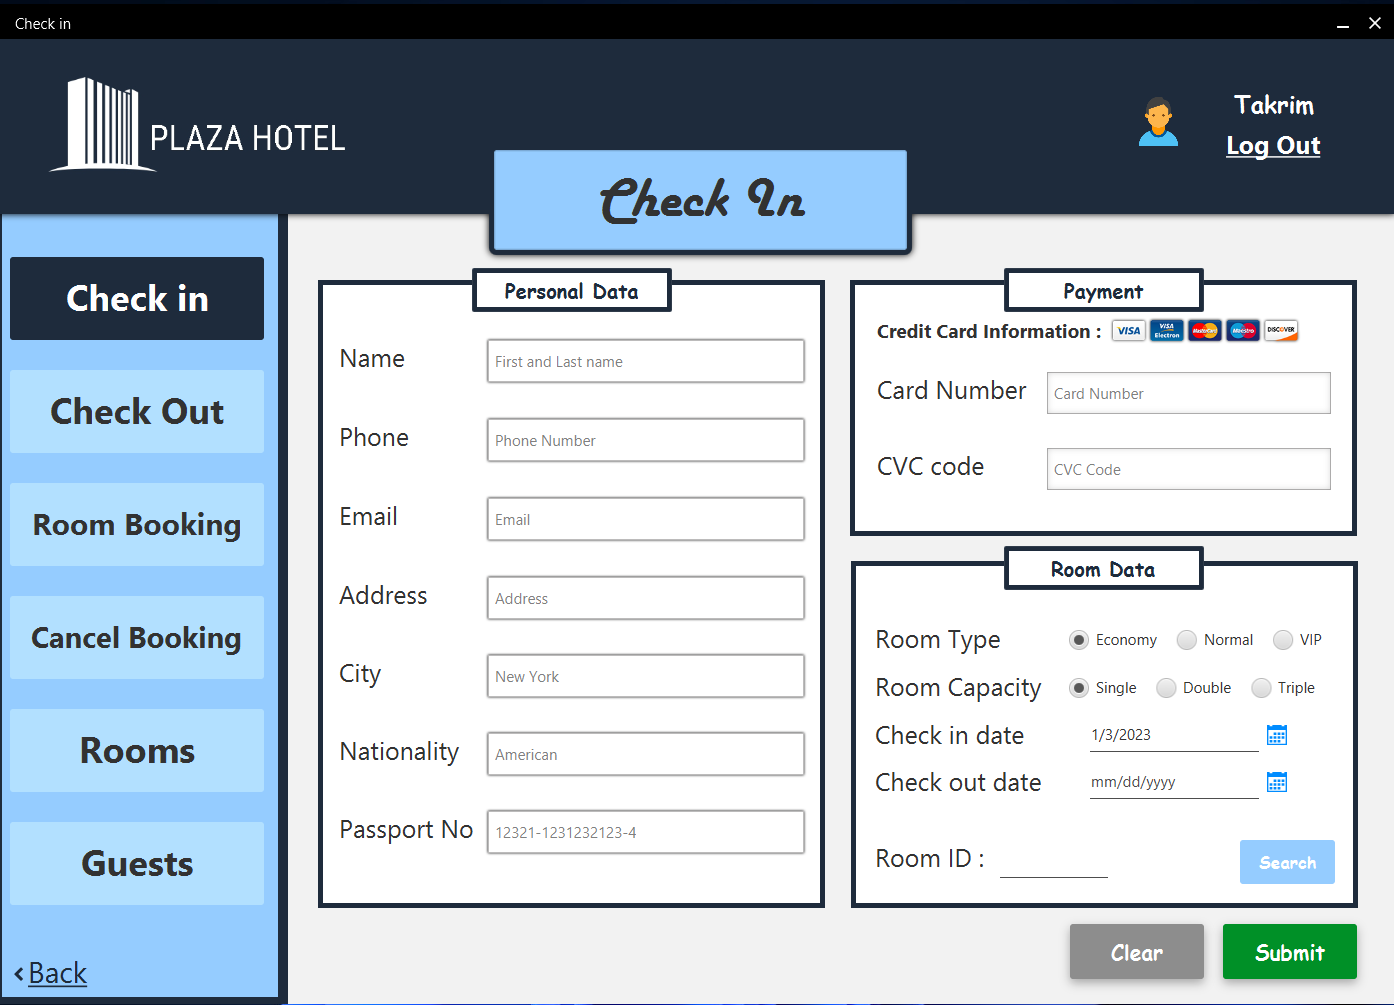 Check in
PLAZA HOTEL
Takrim
Log Out
Check In
Check in
Check Out
Room Booking
Cancel Booking
Rooms
Guests
Back
Personal Data
Name
First and Last name
Phone
Phone Number
Email
Email
Address
Address
City
New York
Nationality
American
Passport No
12321-1231232123-4
Payment
Credit Card Information :
VISA
VISA
Electron
MasterCard
Maestro
DISCOVER
Card Number
Card Number
CVC code
CVC Code
Room Data
Room Type
Economy
Normal
VIP
Room Capacity
Single
Double
Triple
Check in date
1/3/2023
Check out date
mm/dd/yyyy
Room ID :
Search
Clear
Submit